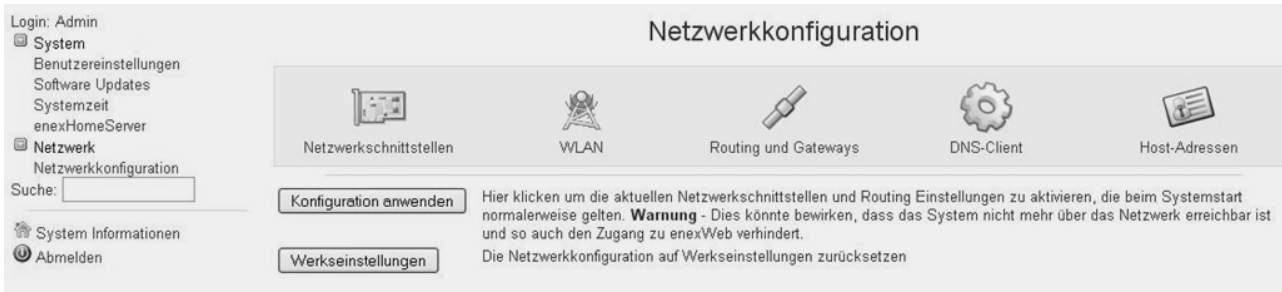 Login: Admin
System
Benutzereinstellungen
Software Updates
Systemzeit
enexHomeServer
Netzwerk
Netzwerkkonfiguration
Suche:
System Informationen
Abmelden
Netzwerkkonfiguration
Netzwerkschnittstellen
WLAN
Routing und Gateways
DNS-Client
Host-Adressen
Konfiguration anwenden
Hier klicken um die aktuellen Netzwerkschnittstellen und Routing Einstellungen zu aktivieren, die beim Systemstart
normalerweise gelten. Warnung - Dies könnte bewirken, dass das System nicht mehr über das Netzwerk erreichbar ist
und so auch den Zugang zu enexWeb verhindert.
Werkseinstellungen
Die Netzwerkkonfiguration auf Werkseinstellungen zurücksetzen